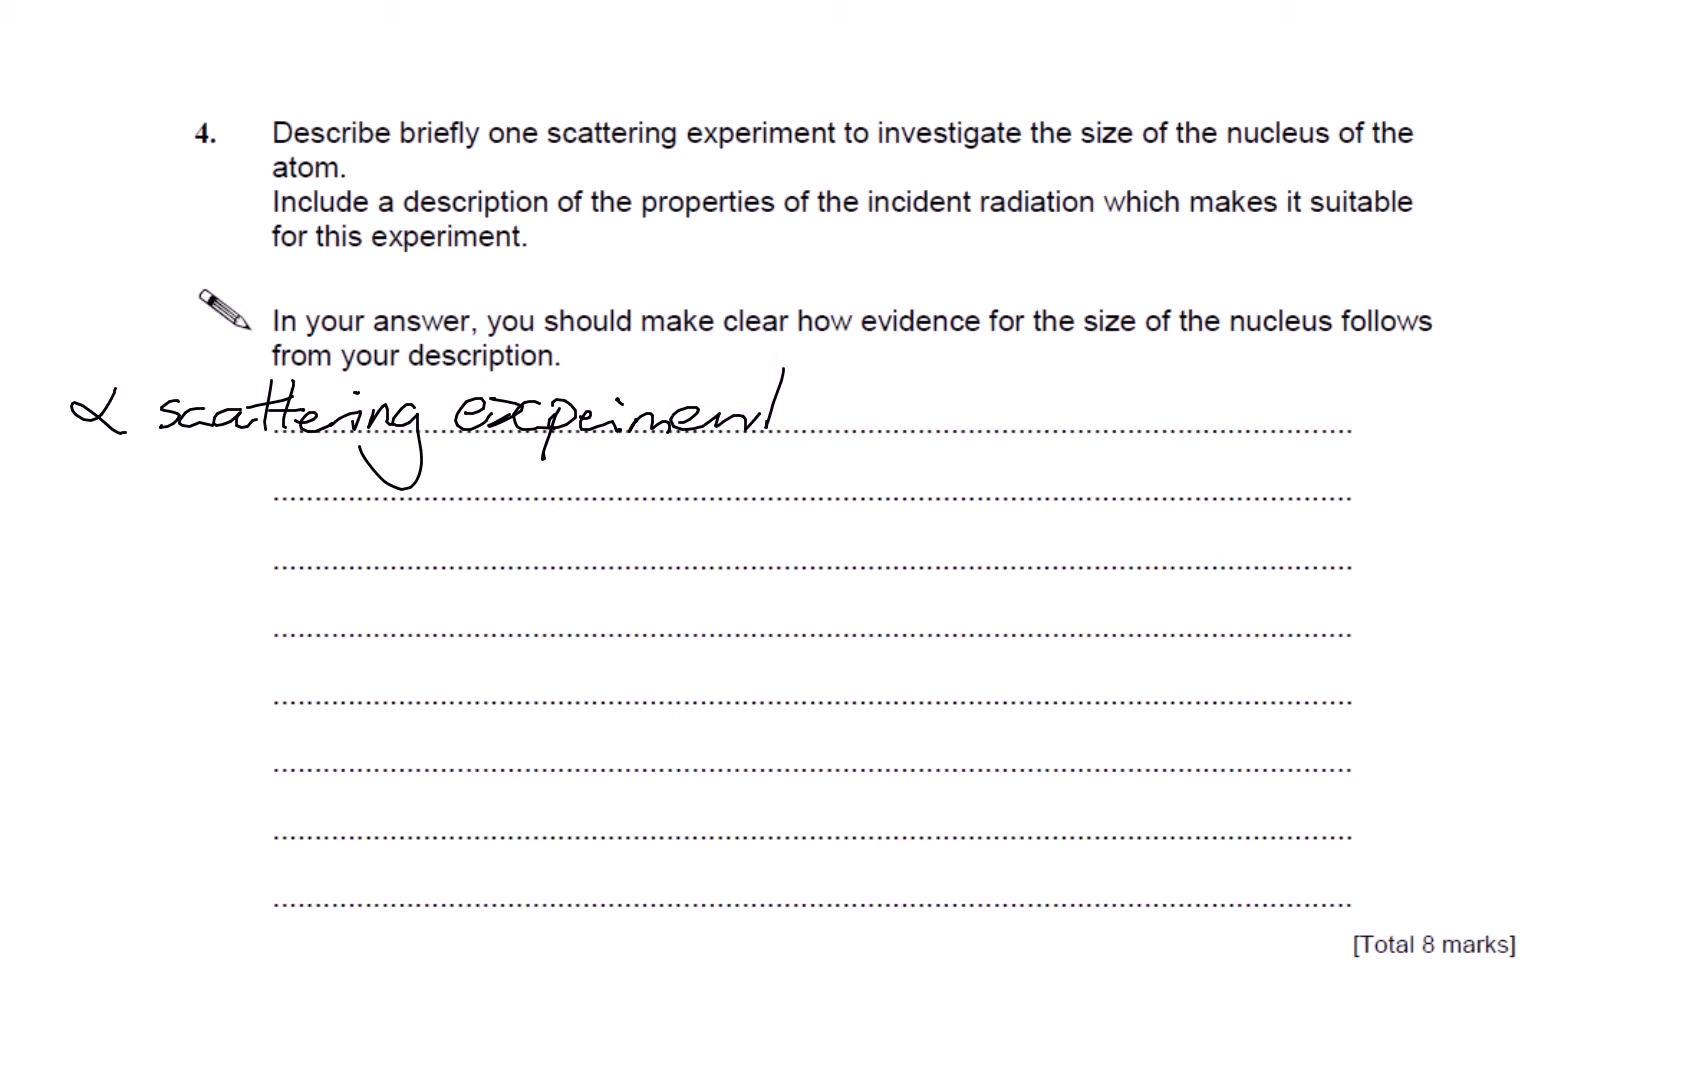 4. Describe briefly one scattering experiment to investigate the size of the nucleus of the
atom.
Include a description of the properties of the incident radiation which makes it suitable
for this experiment.
In your answer, you should make clear how evidence for the size of the nucleus follows
from your description.
α scattering expeiment
[Total 8 marks]